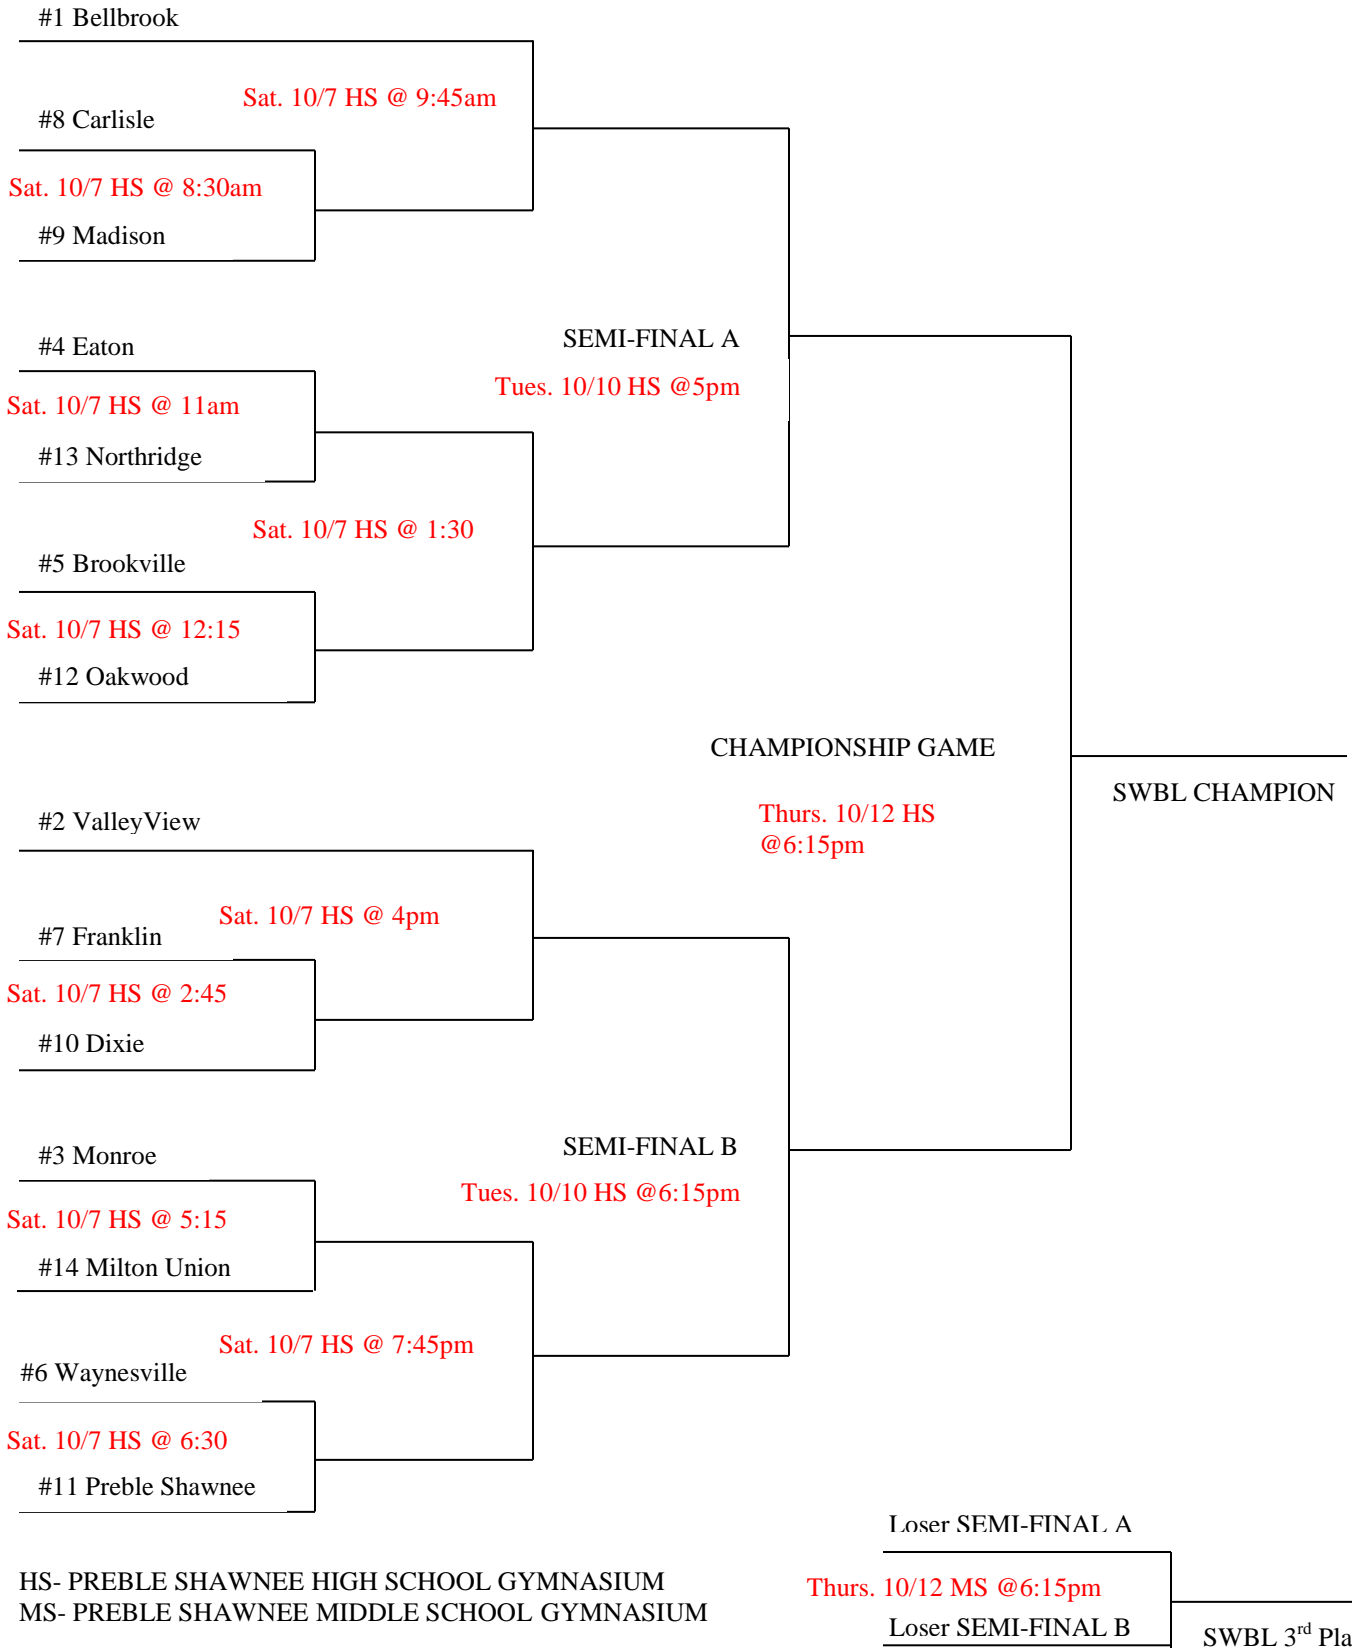 #1 Bellbrook
Sat. 10/7 HS @ 9:45am
#8 Carlisle
Sat. 10/7 HS @ 8:30am
#9 Madison
#4 Eaton
SEMI-FINAL A
Tues. 10/10 HS @5pm
Sat. 10/7 HS @ 11am
#13 Northridge
Sat. 10/7 HS @ 1:30
#5 Brookville
Sat. 10/7 HS @ 12:15
#12 Oakwood
CHAMPIONSHIP GAME
SWBL CHAMPION
Thurs. 10/12 HS
@6:15pm
#2 ValleyView
Sat. 10/7 HS @ 4pm
#7 Franklin
Sat. 10/7 HS @ 2:45
#10 Dixie
#3 Monroe
SEMI-FINAL B
Tues. 10/10 HS @6:15pm
Sat. 10/7 HS @ 5:15
#14 Milton Union
Sat. 10/7 HS @ 7:45pm
#6 Waynesville
Sat. 10/7 HS @ 6:30
#11 Preble Shawnee
Loser SEMI-FINAL A
HS- PREBLE SHAWNEE HIGH SCHOOL GYMNASIUM
MS- PREBLE SHAWNEE MIDDLE SCHOOL GYMNASIUM
Thurs. 10/12 MS @6:15pm
Loser SEMI-FINAL B
SWBL 3rd Pla